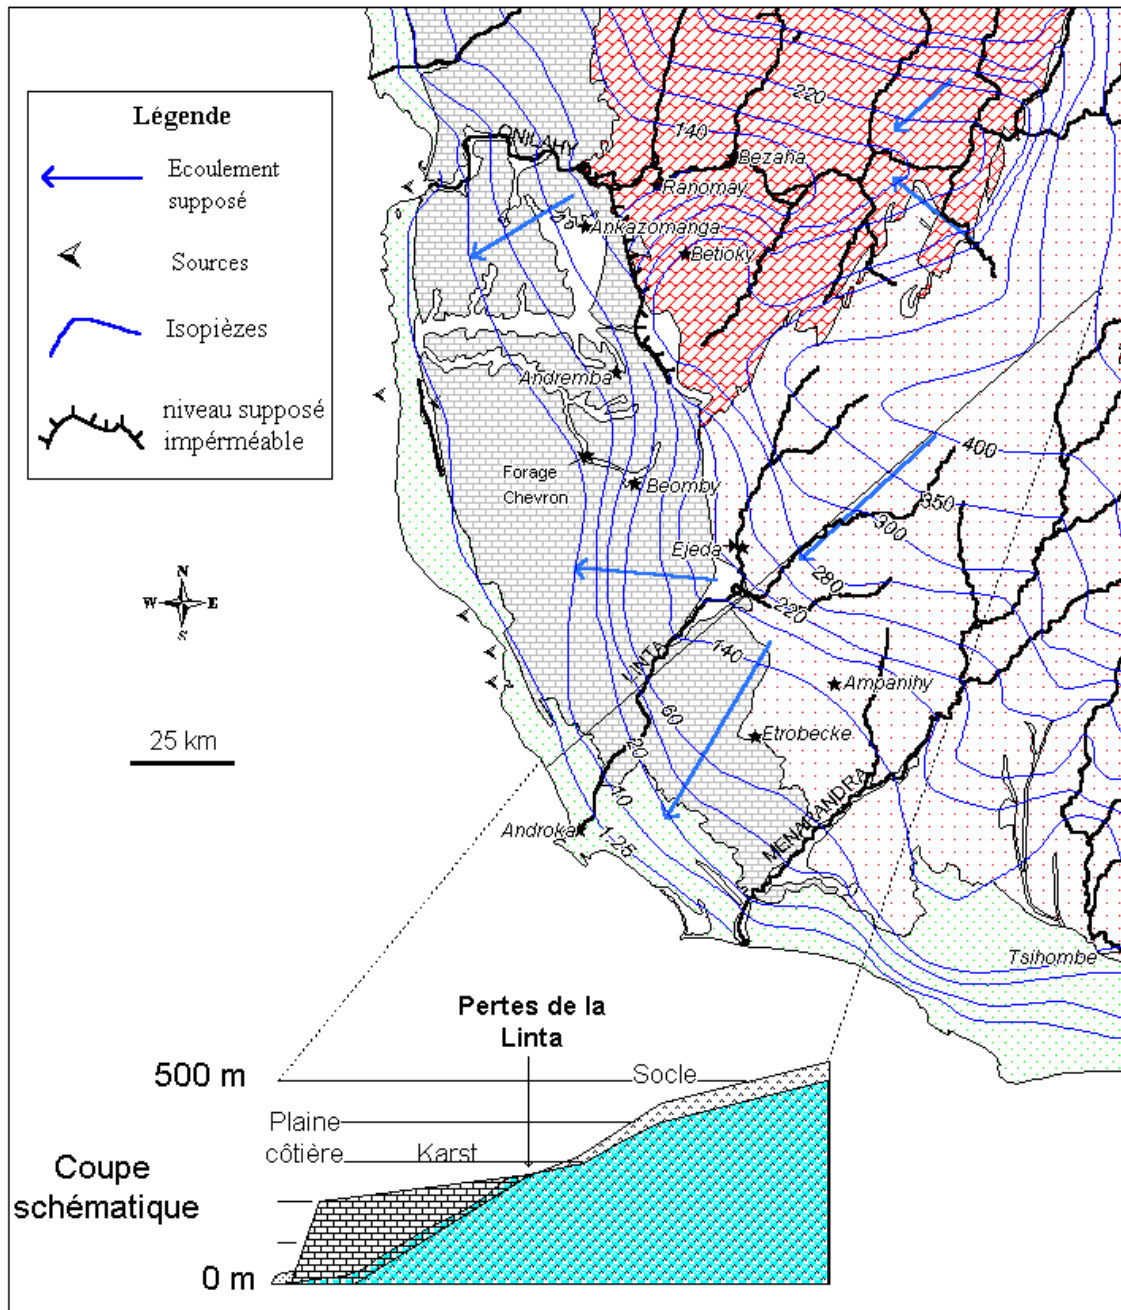 Légende
Ecoulement
supposé
Sources
Isopièzes
niveau supposé
impérméable
N
W E
S
25 km
ONILAHY
220
140
Bezaha
Ranomay
Ankazomanga
Betioky
Andremba
Forage
Chevron
Beomby
400
350
300
280
220
Ejeda
140
LINTA
Ampanihy
60
Etrobecke
20
10
MENARANDRA
Androka
1-25
Tsihombe
Pertes de la
Linta
500 m
Socle
Plaine
côtière
Karst
Coupe
schématique
0 m